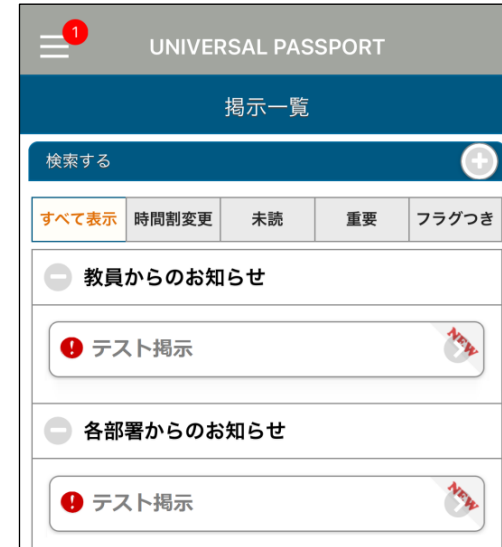 1
UNIVERSAL PASSPORT
掲示一覧
検索する
すべて表示 時間割変更 未読 重要 フラグつき
教員からのお知らせ
! テスト掲示 NEW
各部署からのお知らせ
! テスト掲示 NEW